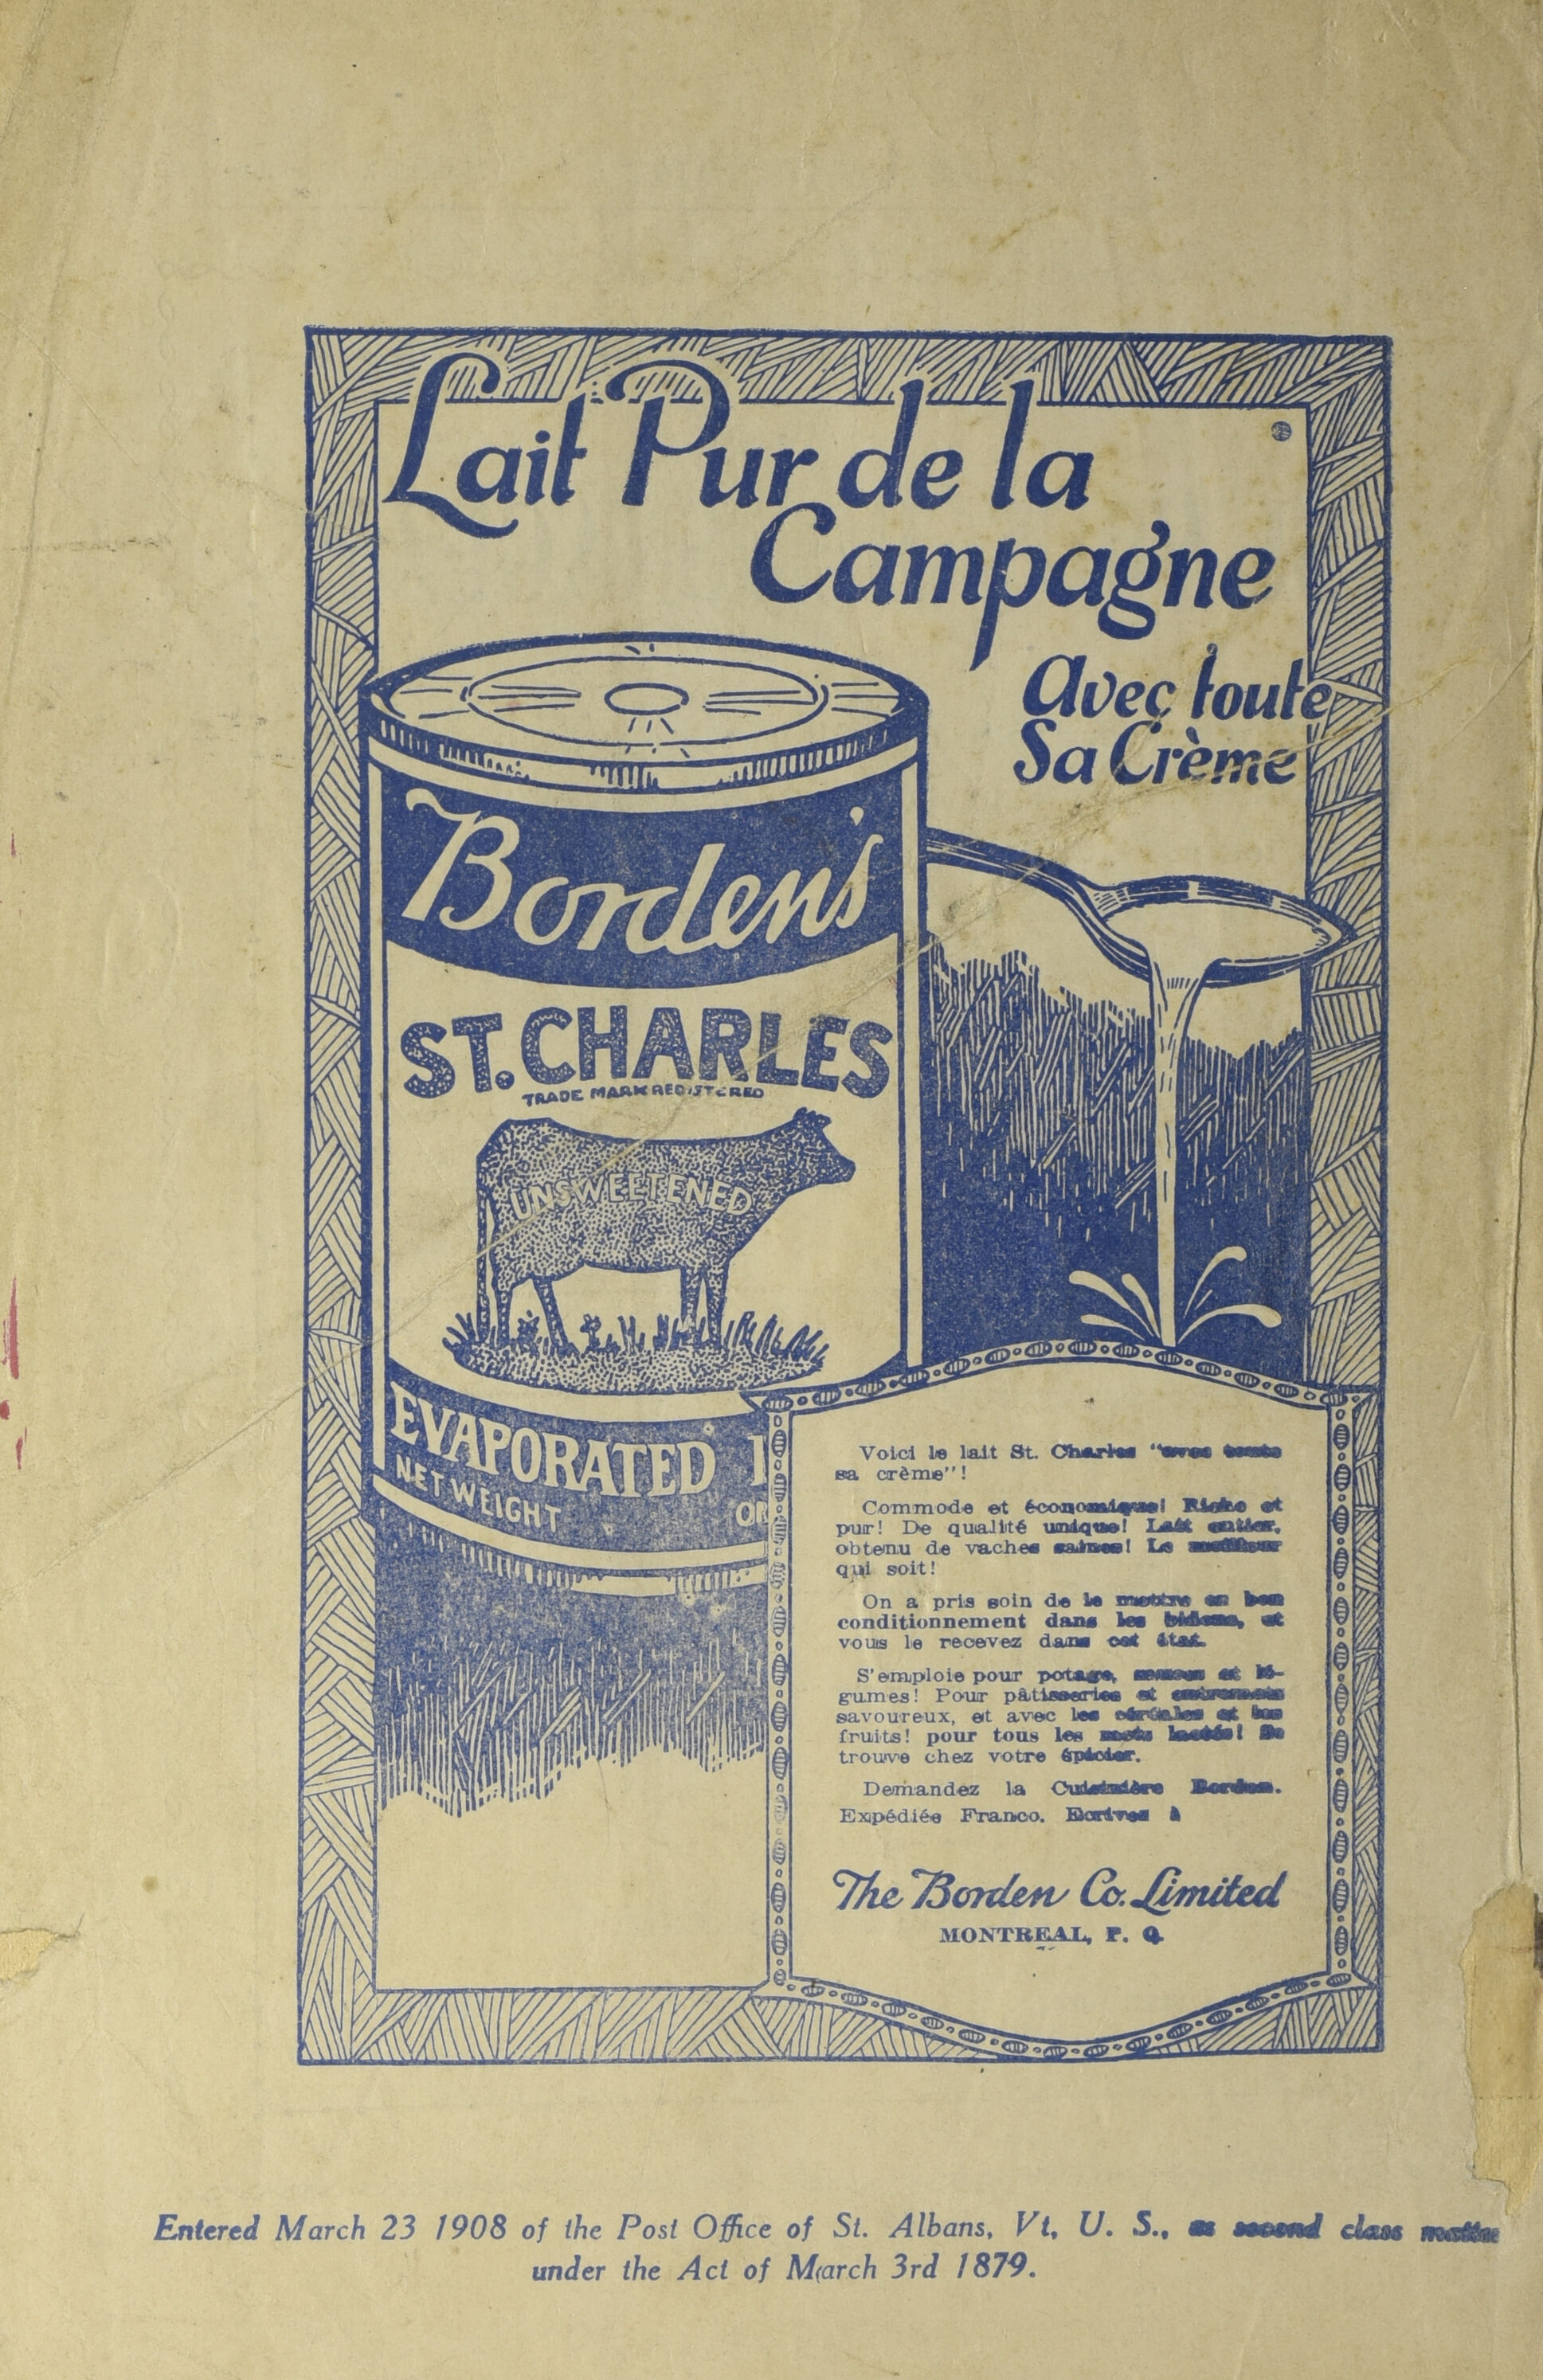 Lait Pur de la
Campagne
Avec toute
Sa Crème
Borden's
ST. CHARLES
TRADE MARK REGISTERED
UNSWEETENED
EVAPORATED
NET WEIGHT
Voici le lait St. Charles "avec toute
sa crème"!
Commode et économique! Riche et
pur! De qualité unique! Lait entier,
obtenu de vaches saines! Le meilleur
qui soit!
On a pris soin de le mettre en bon
conditionnement dans les bidons, et
vous le recevez dans cet état.
S'emploie pour potage, sauces et lé-
gumes! Pour pâtisseries et entremets
savoureux, et avec les céréales et les
fruits! pour tous les mets lactés! Se
trouve chez votre épicier.
Demandez la Cuisinière Borden.
Expédiée Franco. Ecrives à
The Borden Co. Limited
MONTREAL, P. Q.
Entered March 23 1908 of the Post Office of St. Albans, Vt, U. S., as second class matter
under the Act of March 3rd 1879.